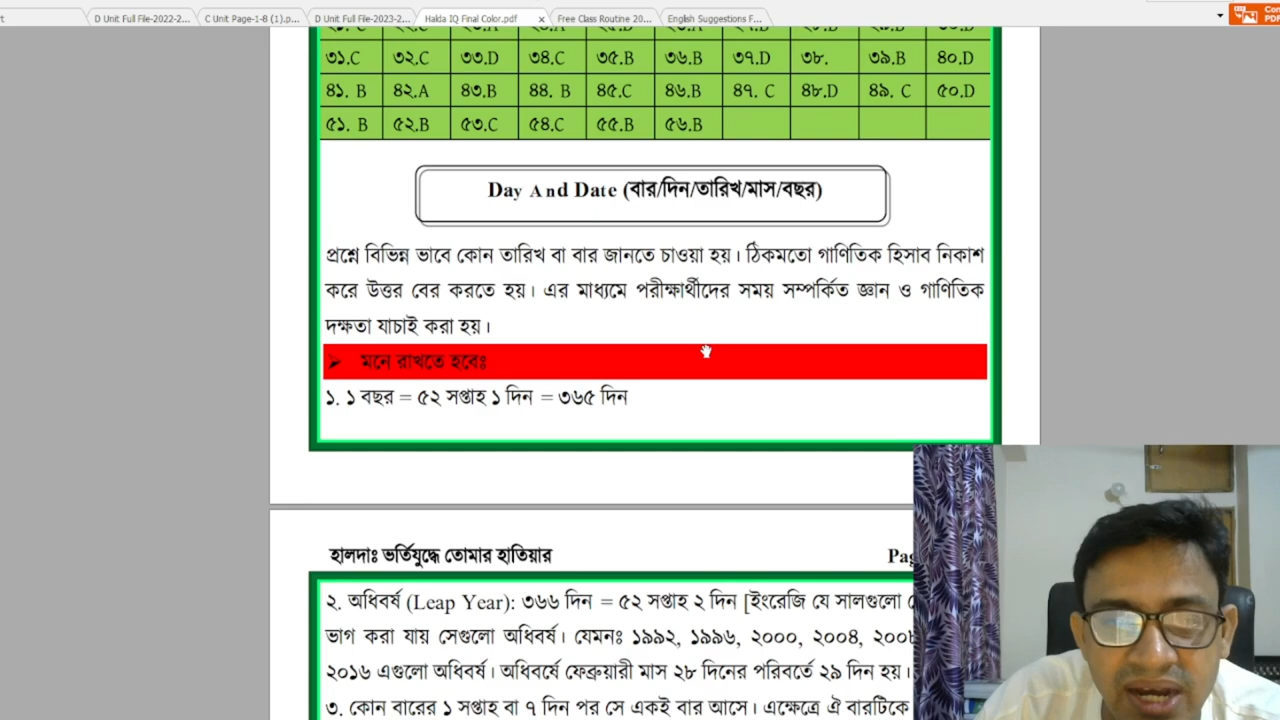 D Unit Full File-2022-2...
C Unit Page-1-8 (1).p...
D Unit Full File-2023-2...
Halda IQ Final Color.pdf
Free Class Routine 20...
English Suggestions F...
৩১.C ৩২.C ৩৩.D ৩৪.C ৩৫.B ৩৬.B ৩৭.D ৩৮. ৩৯.B ৪০.D
৪১. B ৪২.A ৪৩.B ৪৪. B ৪৫.C ৪৬.B ৪৭. C ৪৮.D ৪৯. C ৫০.D
৫১. B ৫২.B ৫৩.C ৫৪.C ৫৫.B ৫৬.B
Day And Date (বার/দিন/তারিখ/মাস/বছর)
প্রশ্নে বিভিন্ন ভাবে কোন তারিখ বা বার জানতে চাওয়া হয়। ঠিকমতো গাণিতিক হিসাব নিকাশ
করে উত্তর বের করতে হয়। এর মাধ্যমে পরীক্ষার্থীদের সময় সম্পর্কিত জ্ঞান ও গাণিতিক
দক্ষতা যাচাই করা হয়।
➢ মনে রাখতে হবেঃ
১. ১ বছর = ৫২ সপ্তাহ ১ দিন = ৩৬৫ দিন
হালদাঃ ভর্তিযুদ্ধে তোমার হাতিয়ার
২. অধিবর্ষ (Leap Year): ৩৬৬ দিন = ৫২ সপ্তাহ ২ দিন [ইংরেজি যে সালগুলো
ভাগ করা যায় সেগুলো অধিবর্ষ। যেমনঃ ১৯৯২, ১৯৯৬, ২০০০, ২০০৪,
২০১৬ এগুলো অধিবর্ষ। অধিবর্ষে ফেব্রুয়ারী মাস ২৮ দিনের পরিবর্তে ২৯ দিন হয়।
৩. কোন বারের ১ সপ্তাহ বা ৭ দিন পর সে একই বার আসে। এক্ষেত্রে ঐ বারটিকে